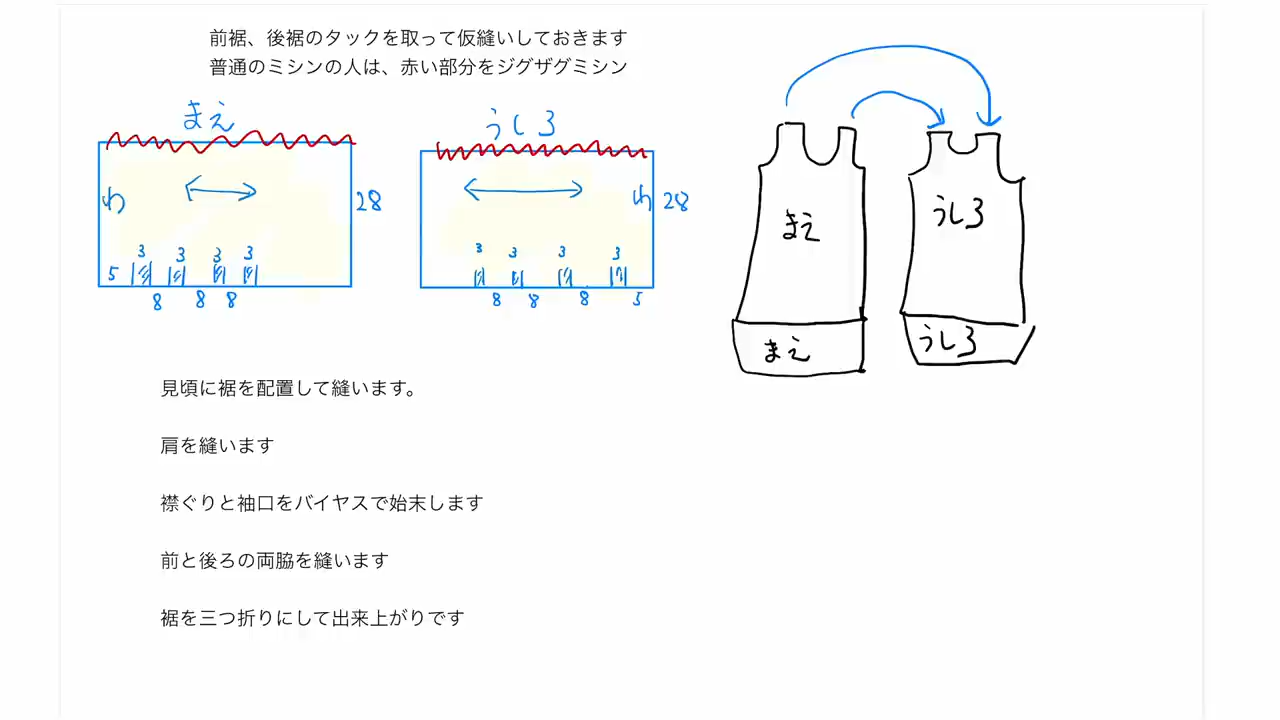 前裾、後裾のタックを取って仮縫いしておきます
普通のミシンの人は、赤い部分をジグザグミシン
まえ
わ
28
3 3 3 3
5
8 8 8
うしろ
わ
28
3 3 3 3
8 8 8 5
まえ
うしろ
まえ
うしろ
見頃に裾を配置して縫います。
肩を縫います
襟ぐりと袖口をバイヤスで始末します
前と後ろの両脇を縫います
裾を三つ折りにして出来上がりです